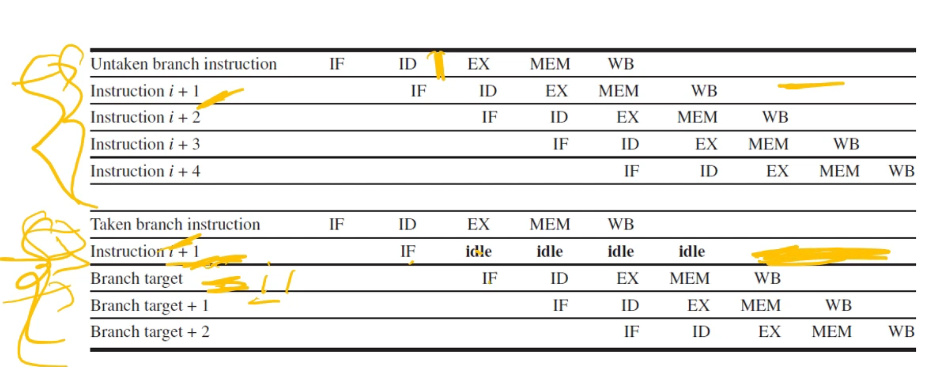 Untaken branch instruction IF ID EX MEM WB
Instruction i + 1 IF ID EX MEM WB
Instruction i + 2 IF ID EX MEM WB
Instruction i + 3 IF ID EX MEM WB
Instruction i + 4 IF ID EX MEM WB
Taken branch instruction IF ID EX MEM WB
Instruction i + 1 IF idle idle idle idle
Branch target IF ID EX MEM WB
Branch target + 1 IF ID EX MEM WB
Branch target + 2 IF ID EX MEM WB